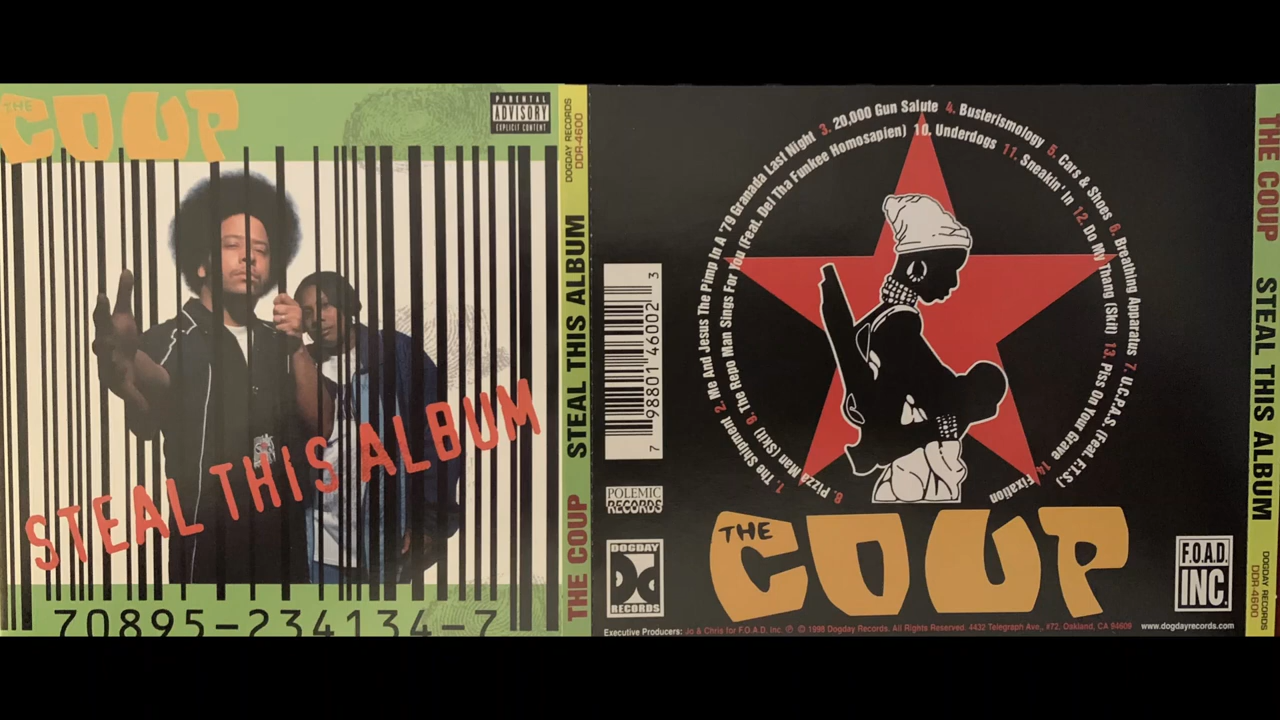 THE COUP
PARENTAL
ADVISORY
EXPLICIT CONTENT
STEAL THIS ALBUM
70895-234134-7
THE COUP STEAL THIS ALBUM DOGDAY RECORDS
DDR-4600
1. The Shipment 2. Me And Jesus The Pimp In A '79 Granada Last Night 3. 20,000 Gun Salute 4. Busterismology 5. Cars & Shoes 6. Breathing Apparatus 7. U.C.P.A.S. (Feat. F.T.S.)
8. Pizza Man (Skit) 9. The Repo Man Sings For You (Feat. Del Tha Funkee Homosapien) 10. Underdogs 11. Sneakin' In 12. Do My Thang (Skit) 13. Piss On Your Grave 14. Fixation
7 98801 46002 3
POLEMIC
RECORDS
DOGDAY
RECORDS
THE COUP
F.O.A.D.
INC.
Executive Producers: Jo & Chris for F.O.A.D. Inc. ℗ © 1998 Dogday Records. All Rights Reserved. 4432 Telegraph Ave., #72, Oakland, CA 94609 www.dogdayrecords.com
THE COUP STEAL THIS ALBUM DOGDAY RECORDS
DDR-4600